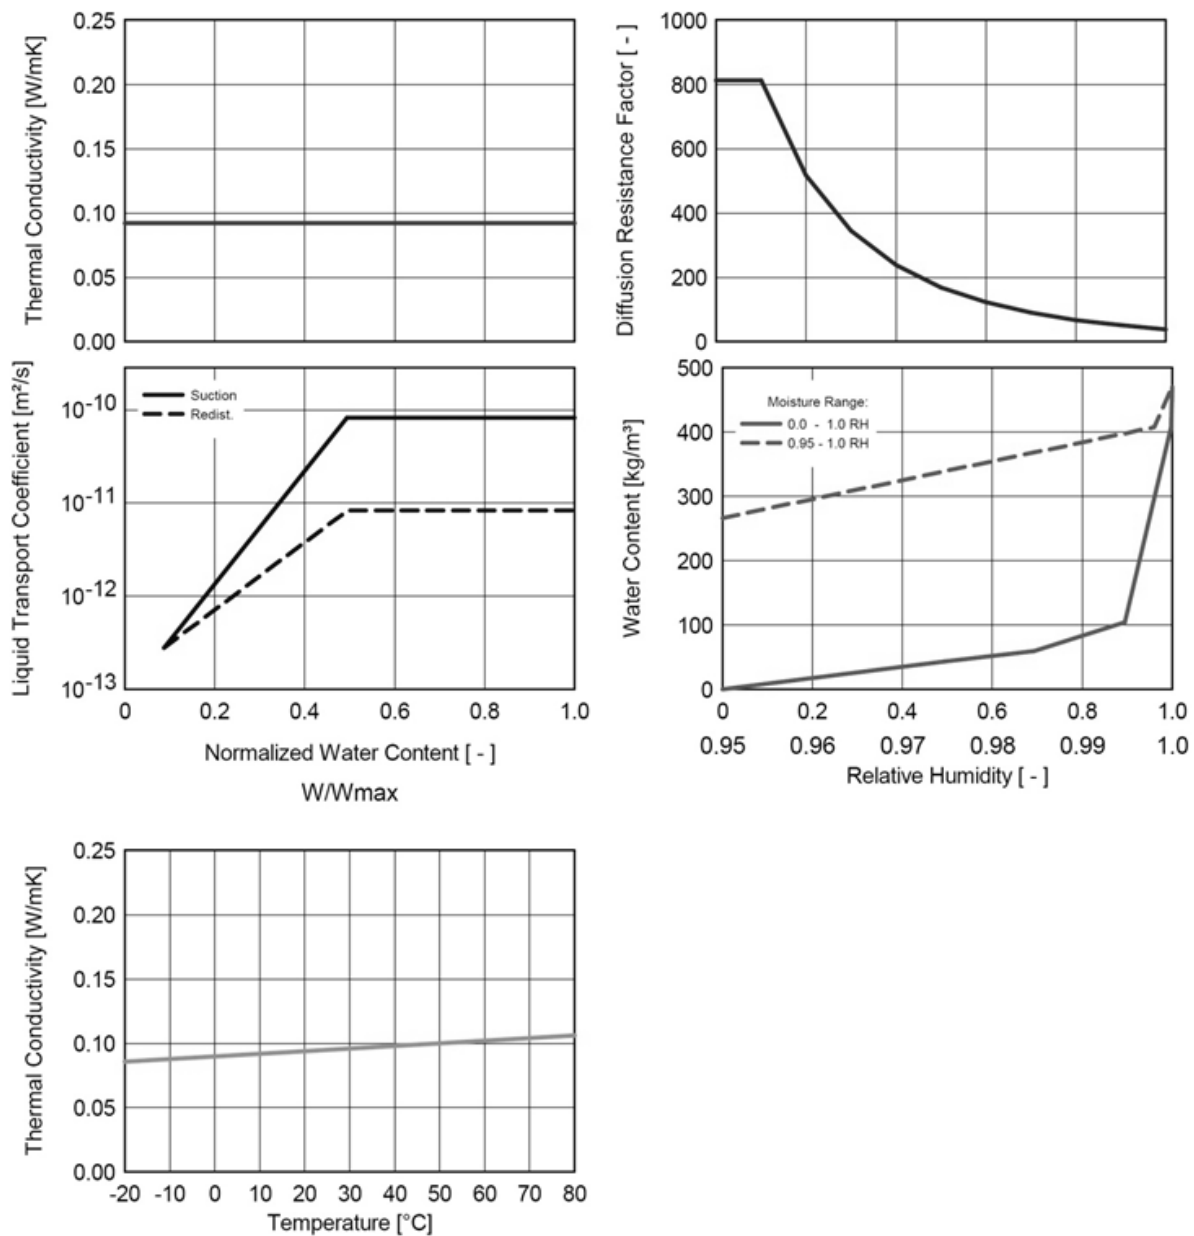 Thermal Conductivity [W/mK]
0.25
0.20
0.15
0.10
0.05
0.00
Diffusion Resistance Factor [ - ]
1000
800
600
400
200
0
Liquid Transport Coefficient [m²/s]
10-10
10-11
10-12
10-13
Suction
Redist.
0 0.2 0.4 0.6 0.8 1.0
Normalized Water Content [ - ]
W/Wmax
Water Content [kg/m³]
500
400
300
200
100
0
Moisture Range:
0.0 - 1.0 RH
0.95 - 1.0 RH
0 0.2 0.4 0.6 0.8 1.0
0.95 0.96 0.97 0.98 0.99 1.0
Relative Humidity [ - ]
Thermal Conductivity [W/mK]
0.25
0.20
0.15
0.10
0.05
0.00
-20 -10 0 10 20 30 40 50 60 70 80
Temperature [°C]